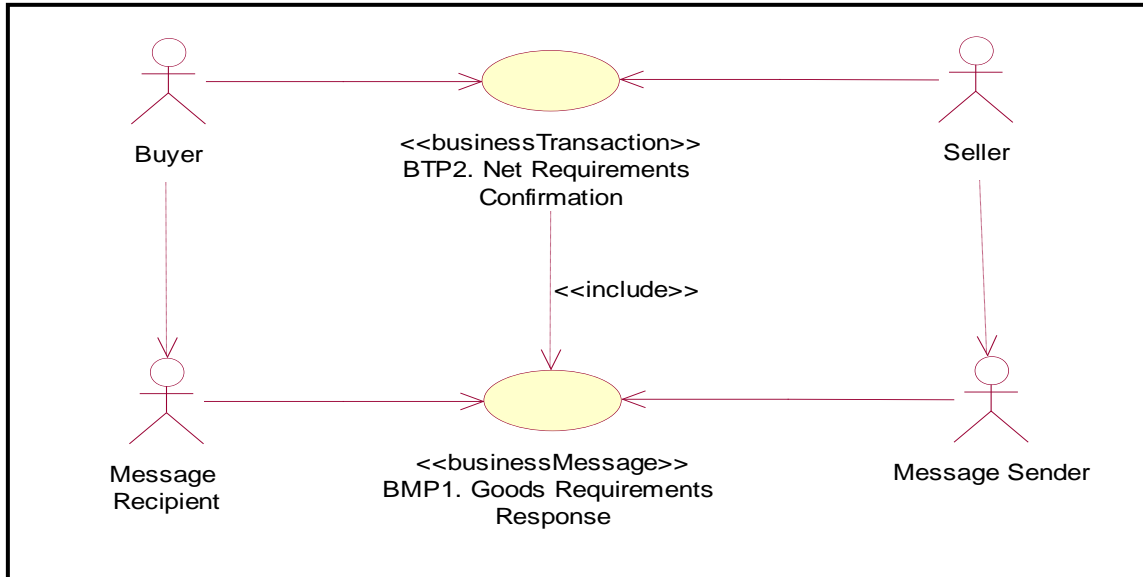 Buyer
<<businessTransaction>>
BTP2. Net Requirements
Confirmation
Seller
<<include>>
Message
Recipient
<<businessMessage>>
BMP1. Goods Requirements
Response
Message Sender